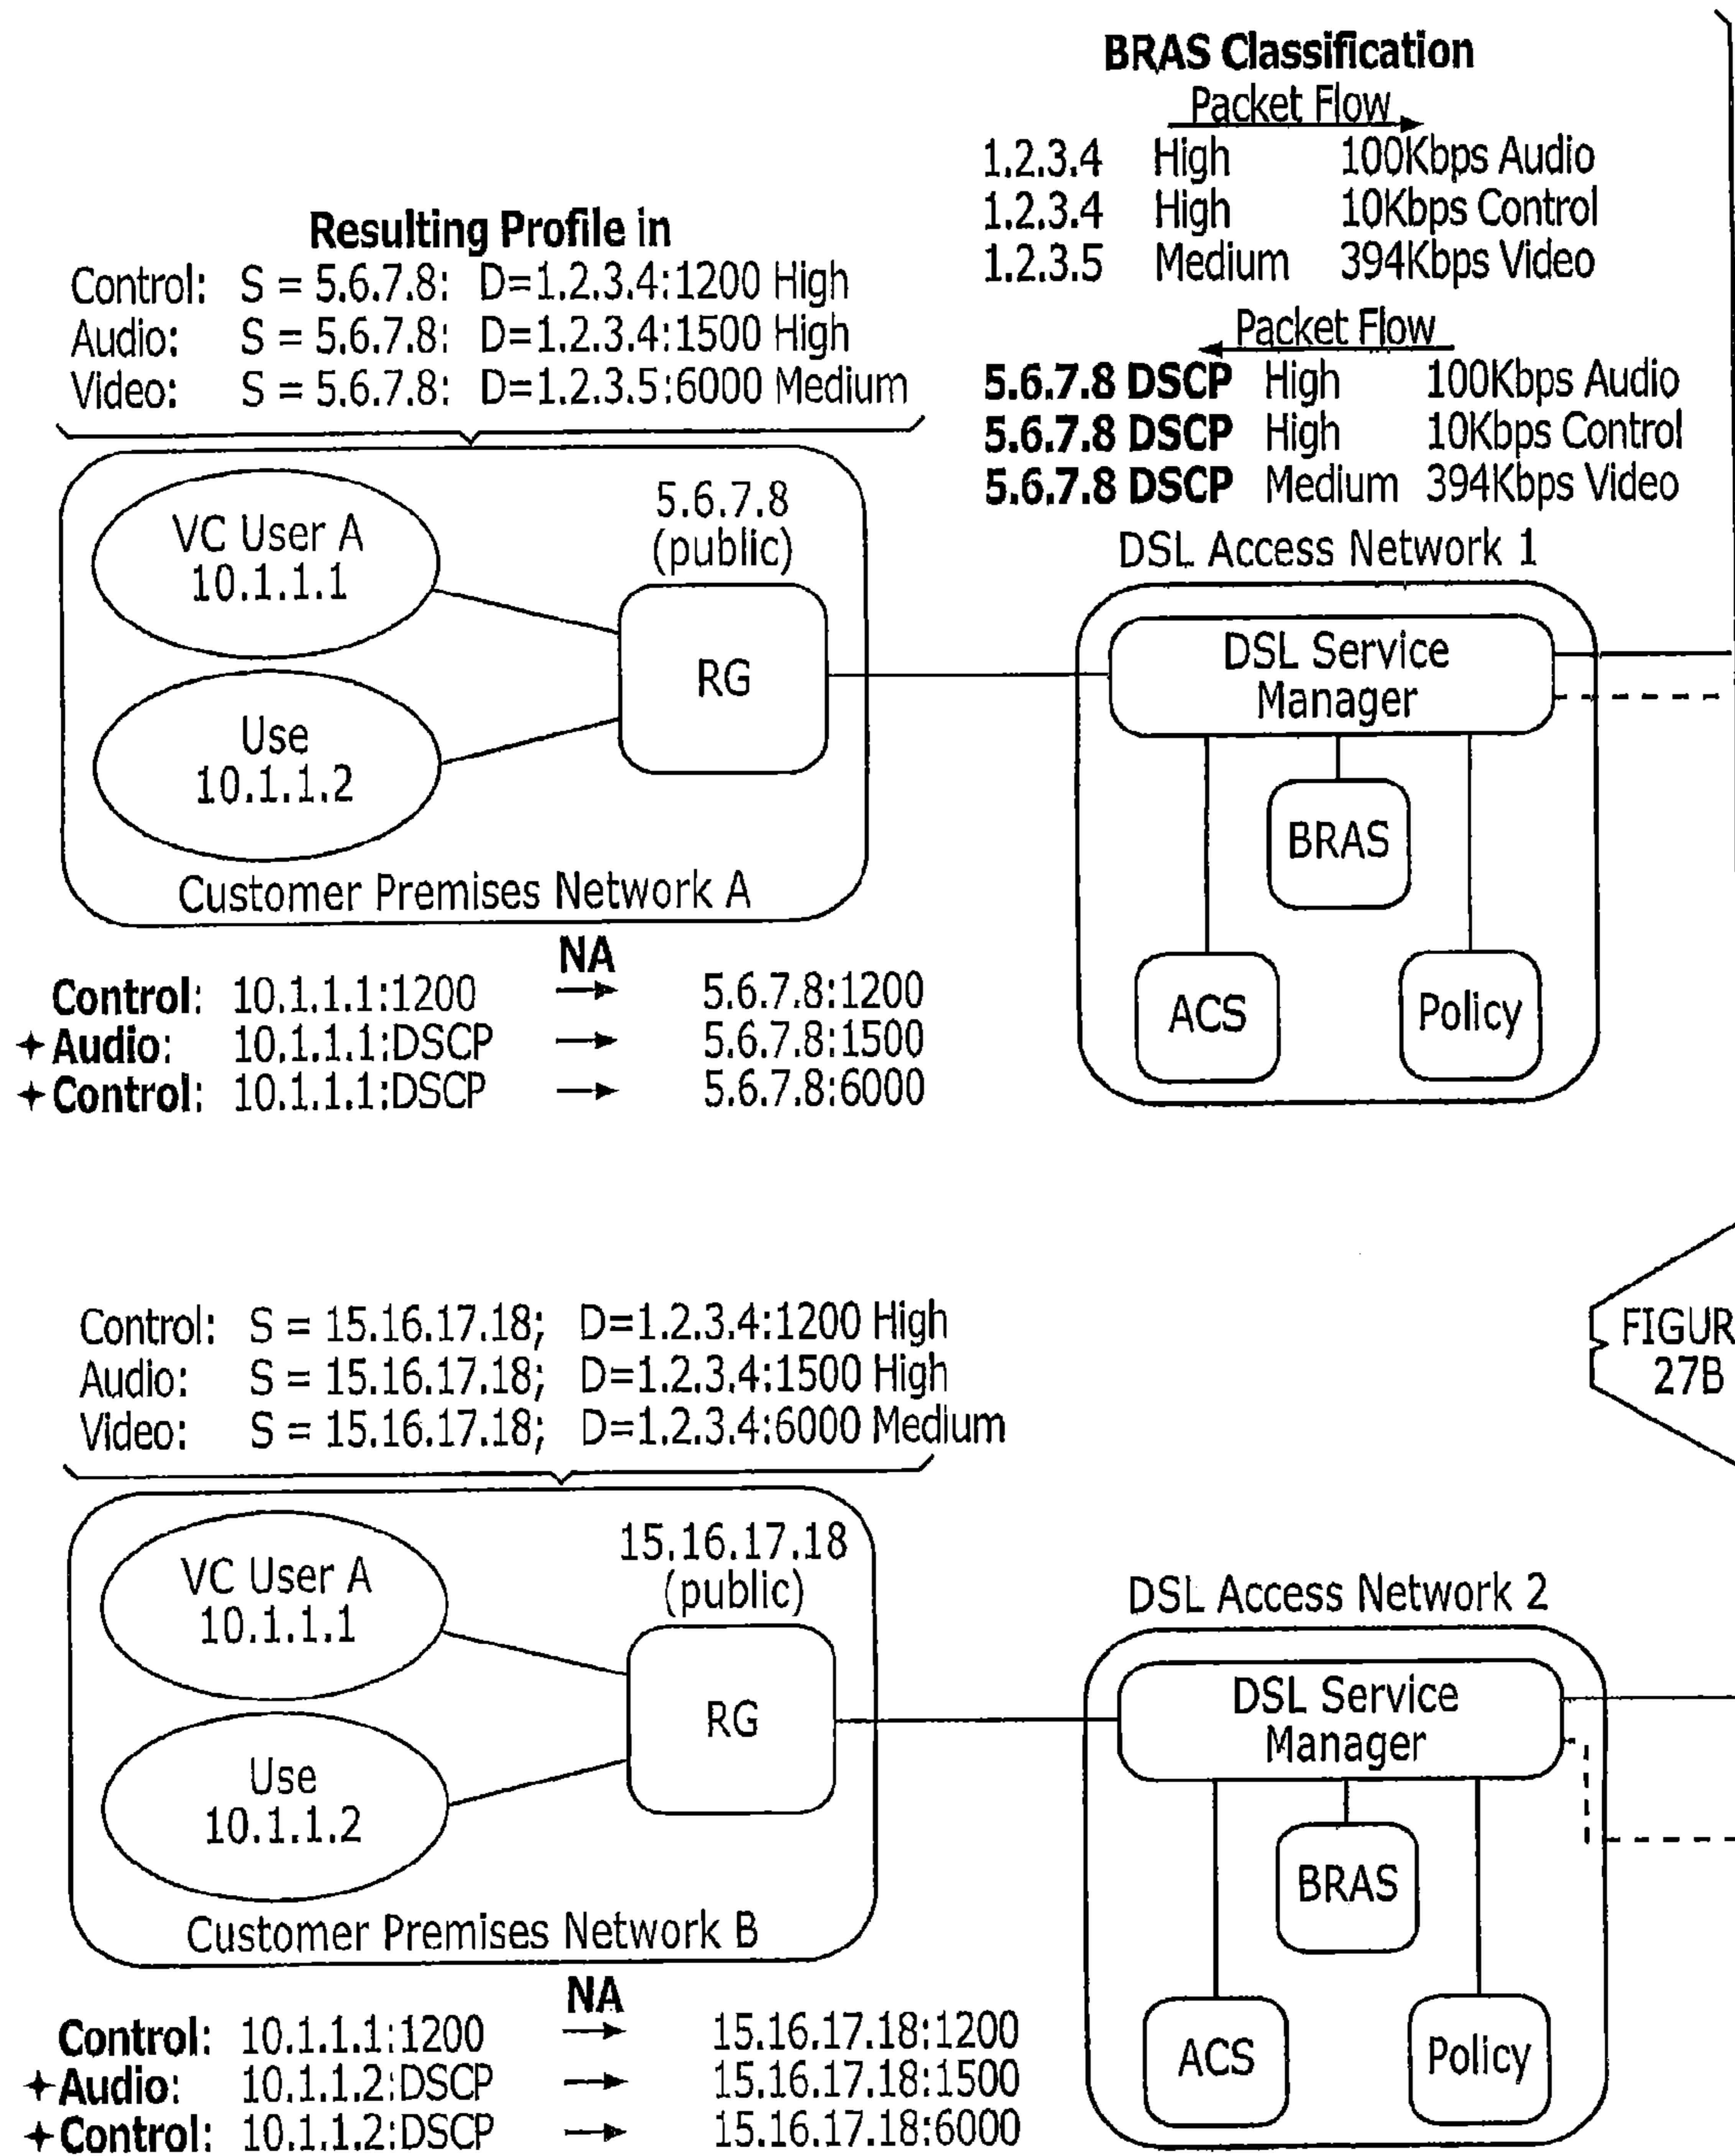 BRAS Classification
Packet Flow
1.2.3.4 High 100Kbps Audio
1.2.3.4 High 10Kbps Control
1.2.3.5 Medium 394Kbps Video
Packet Flow
5.6.7.8 DSCP High 100Kbps Audio
5.6.7.8 DSCP High 10Kbps Control
5.6.7.8 DSCP Medium 394Kbps Video
Resulting Profile in
Control: S = 5.6.7.8: D=1.2.3.4:1200 High
Audio: S = 5.6.7.8: D=1.2.3.4:1500 High
Video: S = 5.6.7.8: D=1.2.3.5:6000 Medium
VC User A
10.1.1.1
Use
10.1.1.2
5.6.7.8
(public)
RG
Customer Premises Network A
DSL Access Network 1
DSL Service
Manager
BRAS
ACS
Policy
NA
Control: 10.1.1.1:1200 → 5.6.7.8:1200
+Audio: 10.1.1.1:DSCP → 5.6.7.8:1500
+Control: 10.1.1.1:DSCP → 5.6.7.8:6000
FIGUR
27B
Control: S = 15.16.17.18; D=1.2.3.4:1200 High
Audio: S = 15.16.17.18; D=1.2.3.4:1500 High
Video: S = 15.16.17.18; D=1.2.3.4:6000 Medium
VC User A
10.1.1.1
Use
10.1.1.2
15.16.17.18
(public)
RG
Customer Premises Network B
DSL Access Network 2
DSL Service
Manager
BRAS
ACS
Policy
NA
Control: 10.1.1.1:1200 → 15.16.17.18:1200
+Audio: 10.1.1.2:DSCP → 15.16.17.18:1500
+Control: 10.1.1.2:DSCP → 15.16.17.18:6000